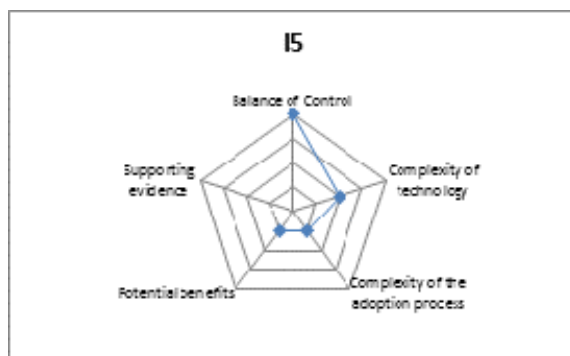 I5
Balance of Control
Complexity of
technology
Complexity of the
adoption process
Potential benefits
Supporting
evidence